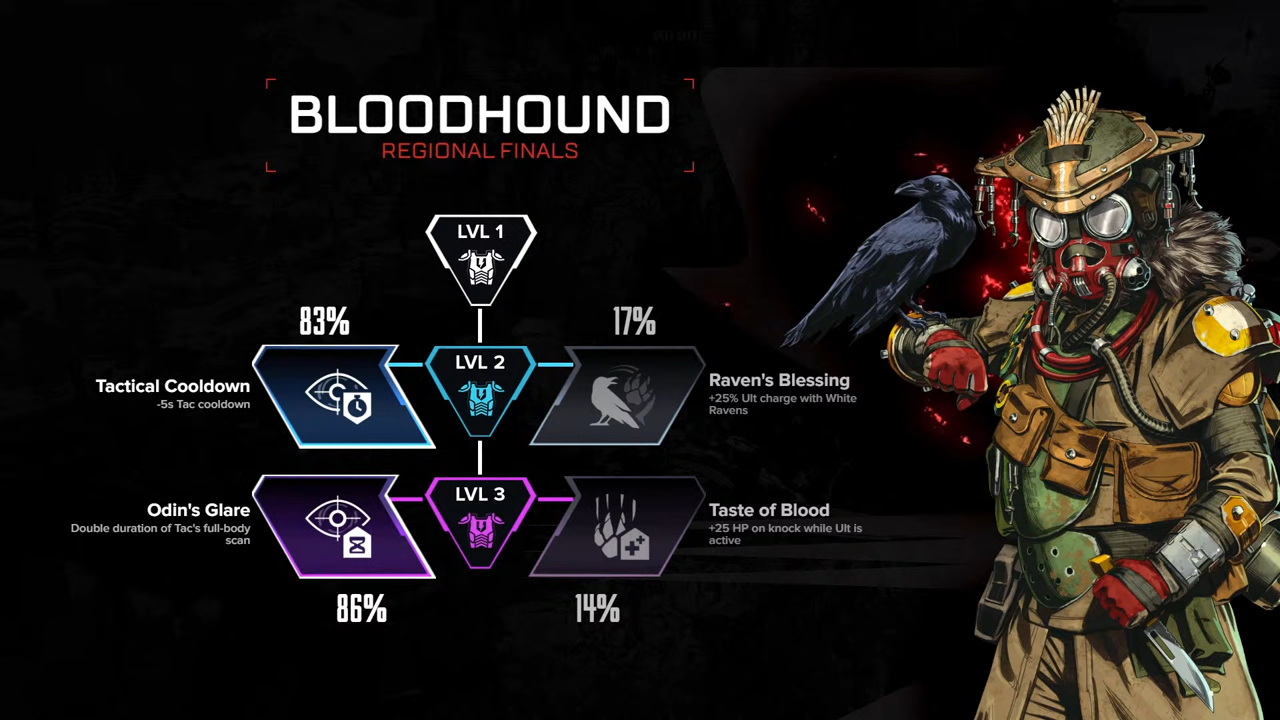 BLOODHOUND
REGIONAL FINALS
LVL 1
83%
17%
LVL 2
Tactical Cooldown
-5s Tac cooldown
Raven's Blessing
+25% Ult charge with White
Ravens
LVL 3
Odin's Glare
Double duration of Tac's full-body
scan
Taste of Blood
+25 HP on knock while Ult is
active
86%
14%